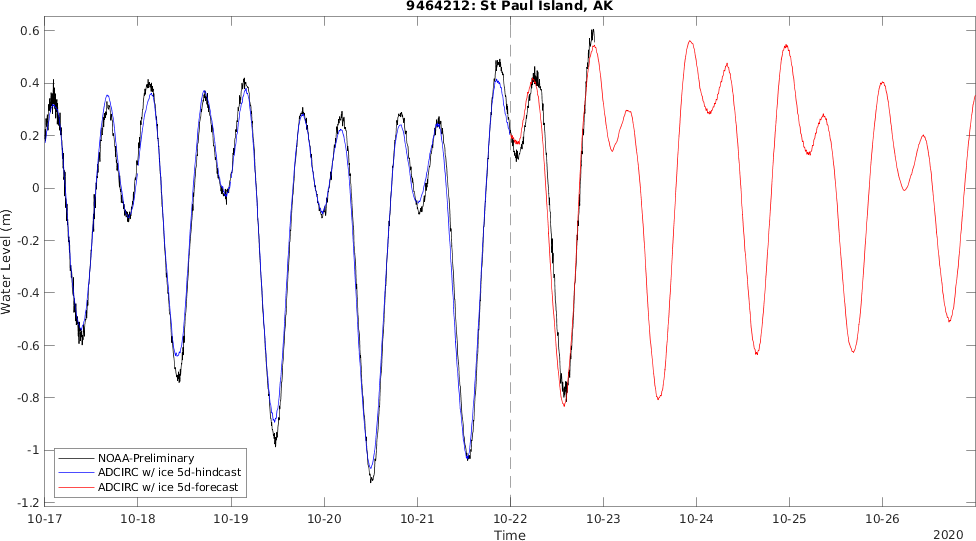 9464212: St Paul Island, AK
0.6
0.4
0.2
0
-0.2
-0.4
-0.6
-0.8
-1
-1.2
Water Level (m)
NOAA-Preliminary
ADCIRC w/ ice 5d-hindcast
ADCIRC w/ ice 5d-forecast
10-17 10-18 10-19 10-20 10-21 10-22 10-23 10-24 10-25 10-26
Time
2020